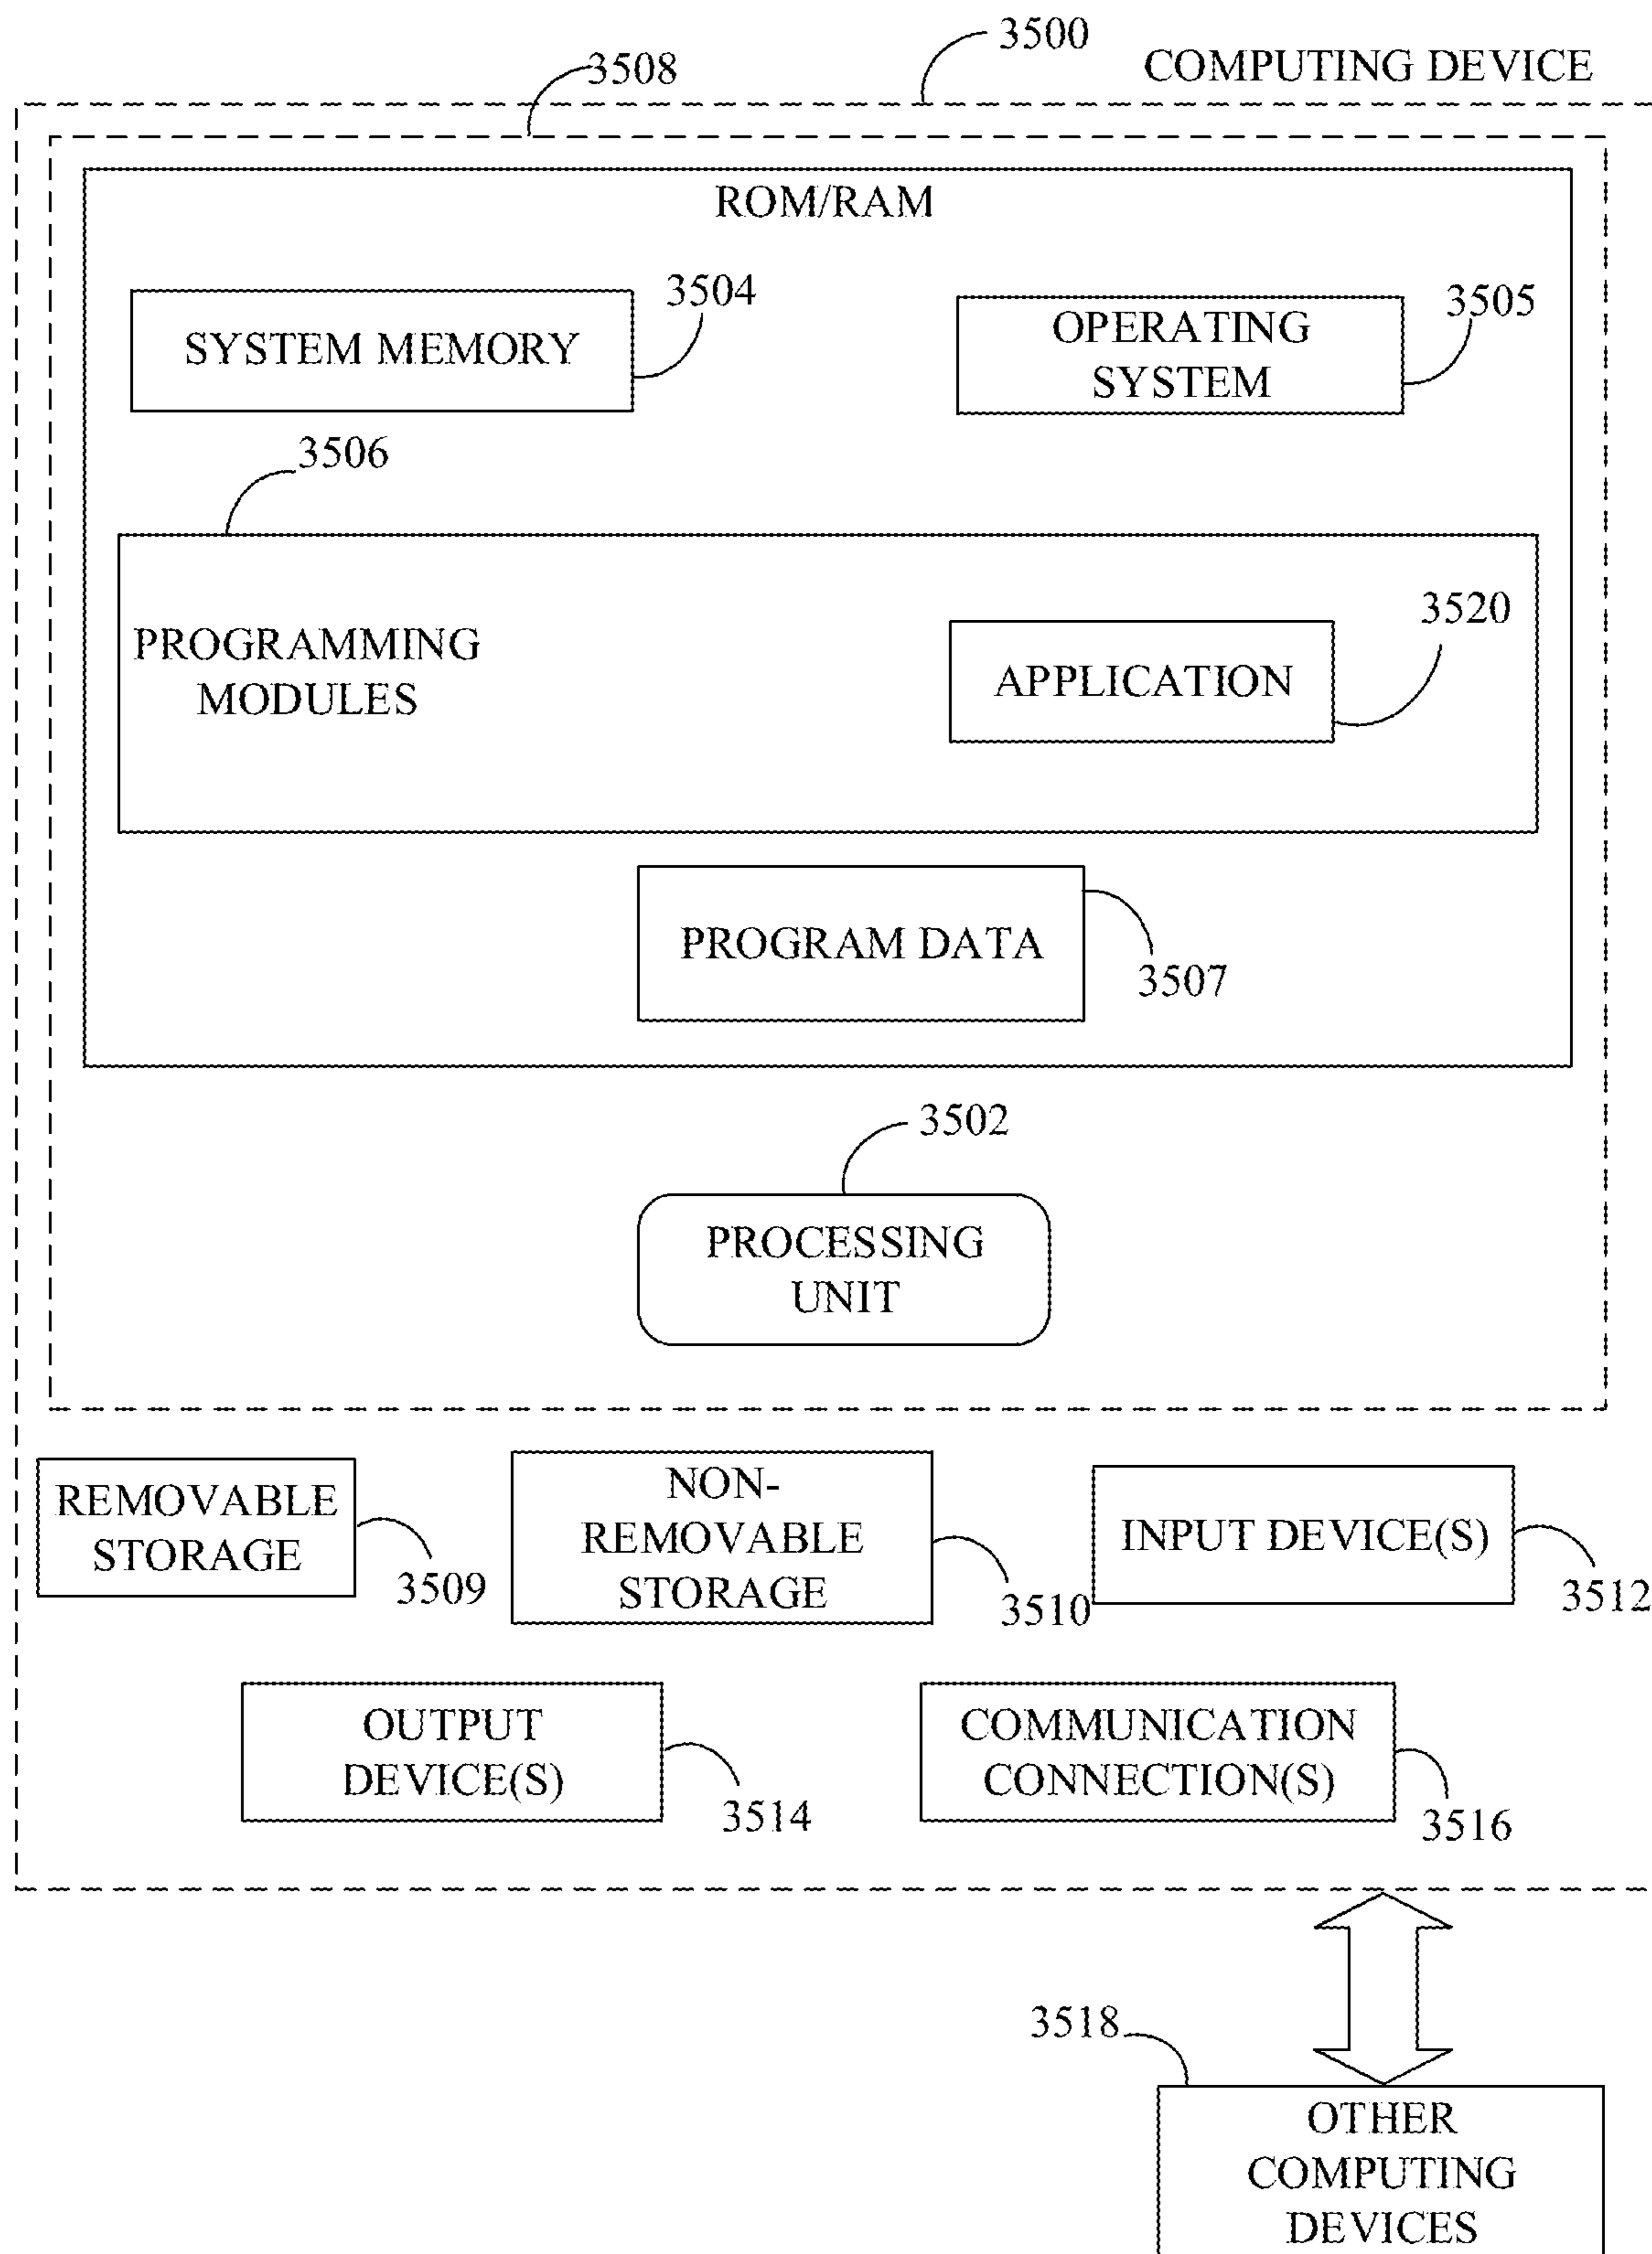 3500
COMPUTING DEVICE
3508
ROM/RAM
3504
SYSTEM MEMORY
3505
OPERATING
SYSTEM
3506
PROGRAMMING
MODULES
3520
APPLICATION
PROGRAM DATA
3507
3502
PROCESSING
UNIT
REMOVABLE
STORAGE
3509
NON-
REMOVABLE
STORAGE
3510
INPUT DEVICE(S)
3512
OUTPUT
DEVICE(S)
3514
COMMUNICATION
CONNECTION(S)
3516
3518
OTHER
COMPUTING
DEVICES